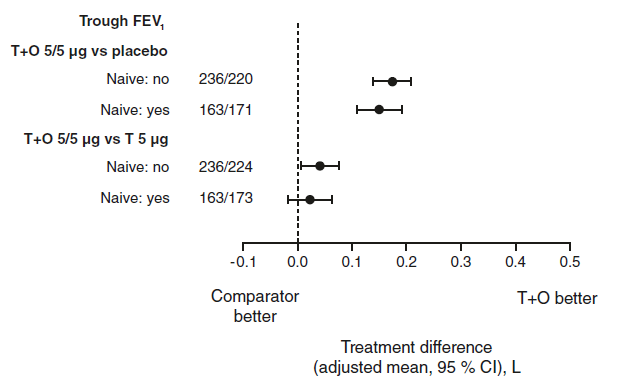 Trough FEV₁
T+O 5/5 µg vs placebo
Naive: no 236/220
Naive: yes 163/171
T+O 5/5 µg vs T 5 µg
Naive: no 236/224
Naive: yes 163/173
-0.1 0.0 0.1 0.2 0.3 0.4 0.5
Comparator better
T+O better
Treatment difference
(adjusted mean, 95 % CI), L